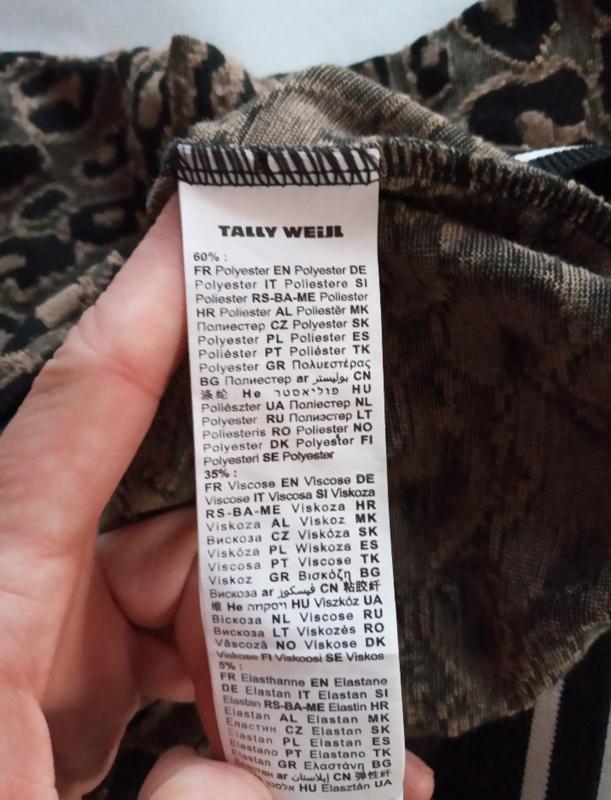 TALLY WEiJL
60% :
FR Polyester EN Polyester DE
Polyester IT Poliestere SI
Poliester RS-BA-ME Poliester
HR Poliester AL Poliestër MK
Полиестер CZ Polyester SK
Polyester PL Poliester ES
Poliéster PT Poliéster TK
Polyester GR Πολυεστέρας
BG Полиестер ar بوليستر CN
涤纶 He פוליאסטר HU
Poliészter UA Поліестер NL
Polyester RU Полиэстер LT
Poliesteris RO Poliester NO
Polyester DK Polyester FI
Polyesteri SE Polyester
35% :
FR Viscose EN Viscose DE
Viscose IT Viscosa SI Viskoza
RS-BA-ME Viskoza HR
Viskoza AL Viskoz MK
Вискоза CZ Viskóza SK
Viskóza PL Wiskoza ES
Viscosa PT Viscose TK
Viskoz GR Βισκόζη BG
Вискоза ar فيسكوز CN 粘胶纤
维 He ויסקוזה HU Viszkóz UA
Віскоза NL Viscose RU
Вискоза LT Viskozės RO
Vâscoză NO Viskose DK
Viskose FI Viskoosi SE Viskos
5% :
FR Elasthanne EN Elastane
DE Elastan IT Elastan SI
Elastan RS-BA-ME Elastin HR
Elastan AL Elastan MK
Еластин CZ Elastan SK
Elastan PL Elastan ES
Elastano PT Elastano TK
Elastan GR Ελαστάνη BG
ar إيلاستان CN 弹性纤
HU Elasztán UA